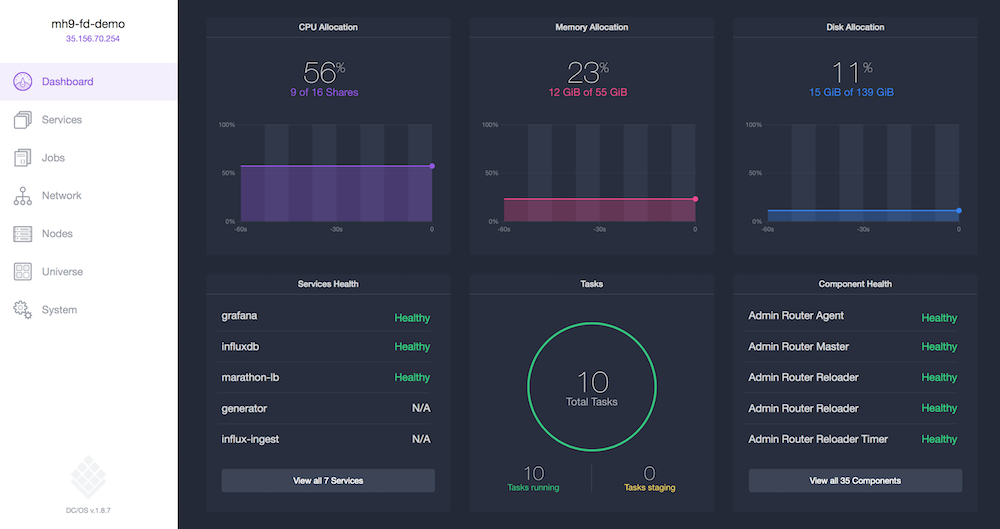 mh9-fd-demo
35.156.70.254
Dashboard
Services
Jobs
Network
Nodes
Universe
System
DC/OS v.1.8.7
CPU Allocation
56%
9 of 16 Shares
100%
50%
0%
-60s -30s 0
Memory Allocation
23%
12 GiB of 55 GiB
100%
50%
0%
-60s -30s 0
Disk Allocation
11%
15 GiB of 139 GiB
100%
50%
0%
-60s -30s 0
Services Health
grafana Healthy
influxdb Healthy
marathon-lb Healthy
generator N/A
influx-ingest N/A
View all 7 Services
Tasks
10
Total Tasks
10
Tasks running
0
Tasks staging
Component Health
Admin Router Agent Healthy
Admin Router Master Healthy
Admin Router Reloader Healthy
Admin Router Reloader Healthy
Admin Router Reloader Timer Healthy
View all 35 Components